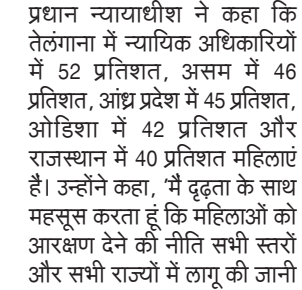 प्रधान न्यायाधीश ने कहा कि
तेलंगाना में न्यायिक अधिकारियों
में 52 प्रतिशत, असम में 46
प्रतिशत, आंध्र प्रदेश में 45 प्रतिशत,
ओडिशा में 42 प्रतिशत और
राजस्थान में 40 प्रतिशत महिलाएं
है। उन्होंने कहा, 'मै दृढ़ता के साथ
महसूस करता हूं कि महिलाओं को
आरक्षण देने की नीति सभी स्तरों
और सभी राज्यों में लागू की जानी